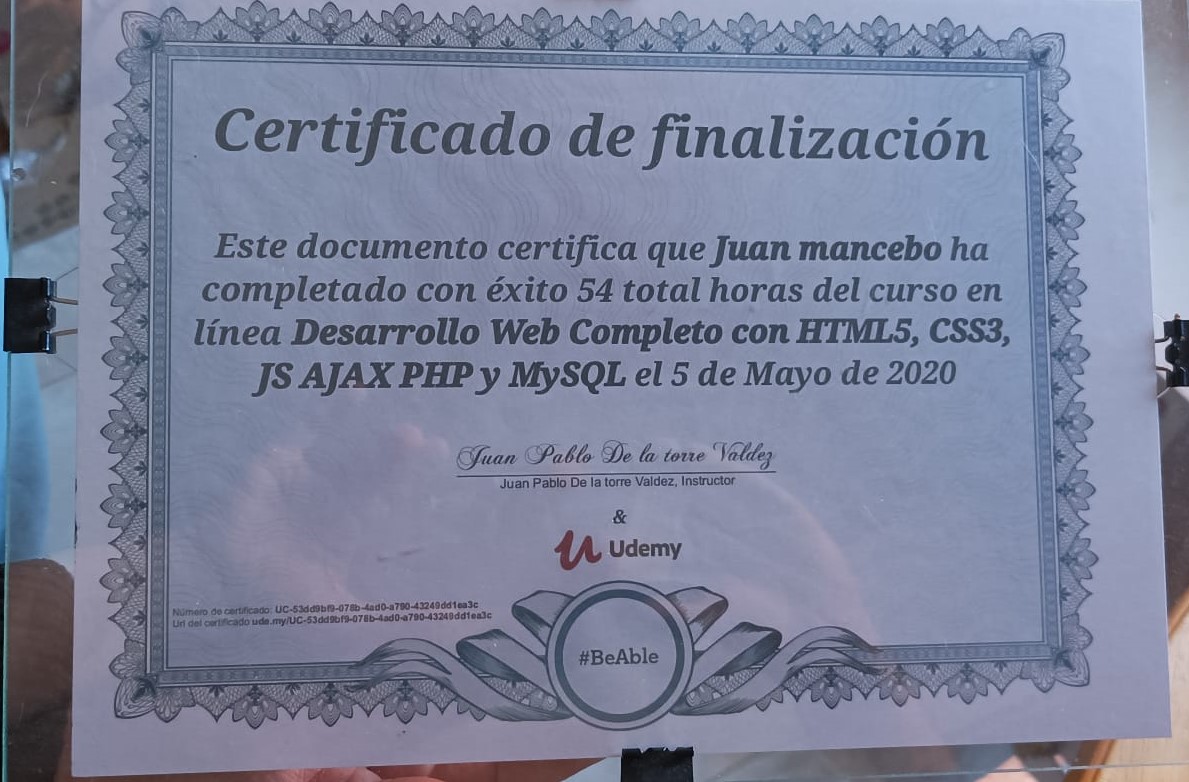 Certificado de finalización
Este documento certifica que Juan mancebo ha
completado con éxito 54 total horas del curso en
línea Desarrollo Web Completo con HTML5, CSS3,
JS AJAX PHP y MySQL el 5 de Mayo de 2020
Juan Pablo De la torre Valdez
Juan Pablo De la torre Valdez, Instructor
&
Udemy
Número de certificado: UC-53dd9bf9-078b-4ad0-a790-43249dd1ea3c
Url del certificado ude.my/UC-53dd9bf9-078b-4ad0-a790-43249dd1ea3c
#BeAble